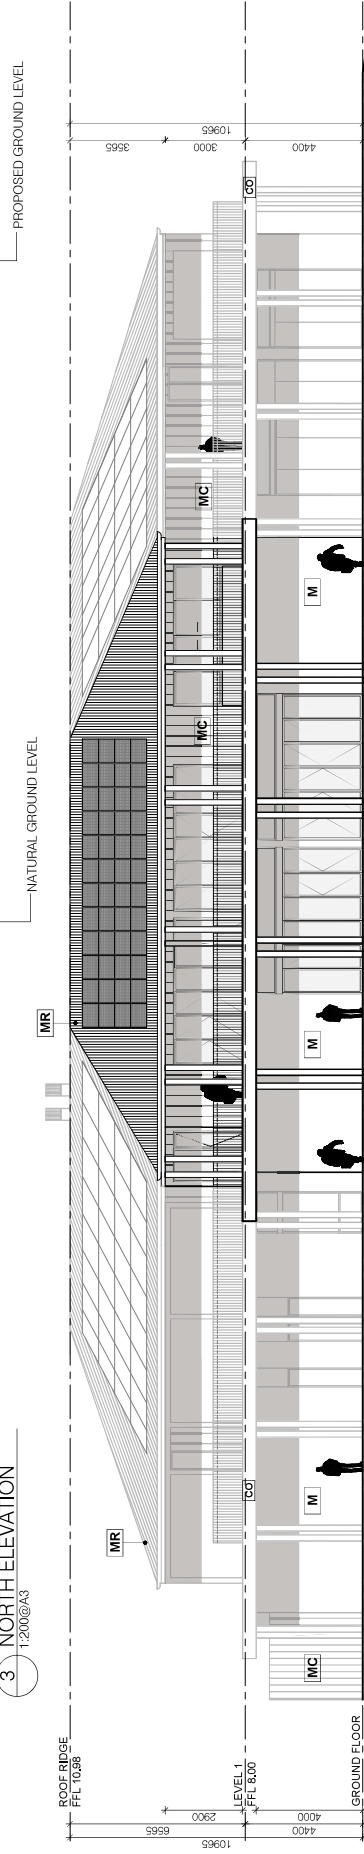 3 NORTH ELEVATION
1:200@A3
NATURAL GROUND LEVEL
PROPOSED GROUND LEVEL
ROOF RIDGE
FFL 10.98
MR
MR
3565
2900
6565
10965
MC
MC
3000
10965
LEVEL 1
FFL 8.00
CO
CO
MC
M
M
M
4000
4400
4400
GROUND FLOOR